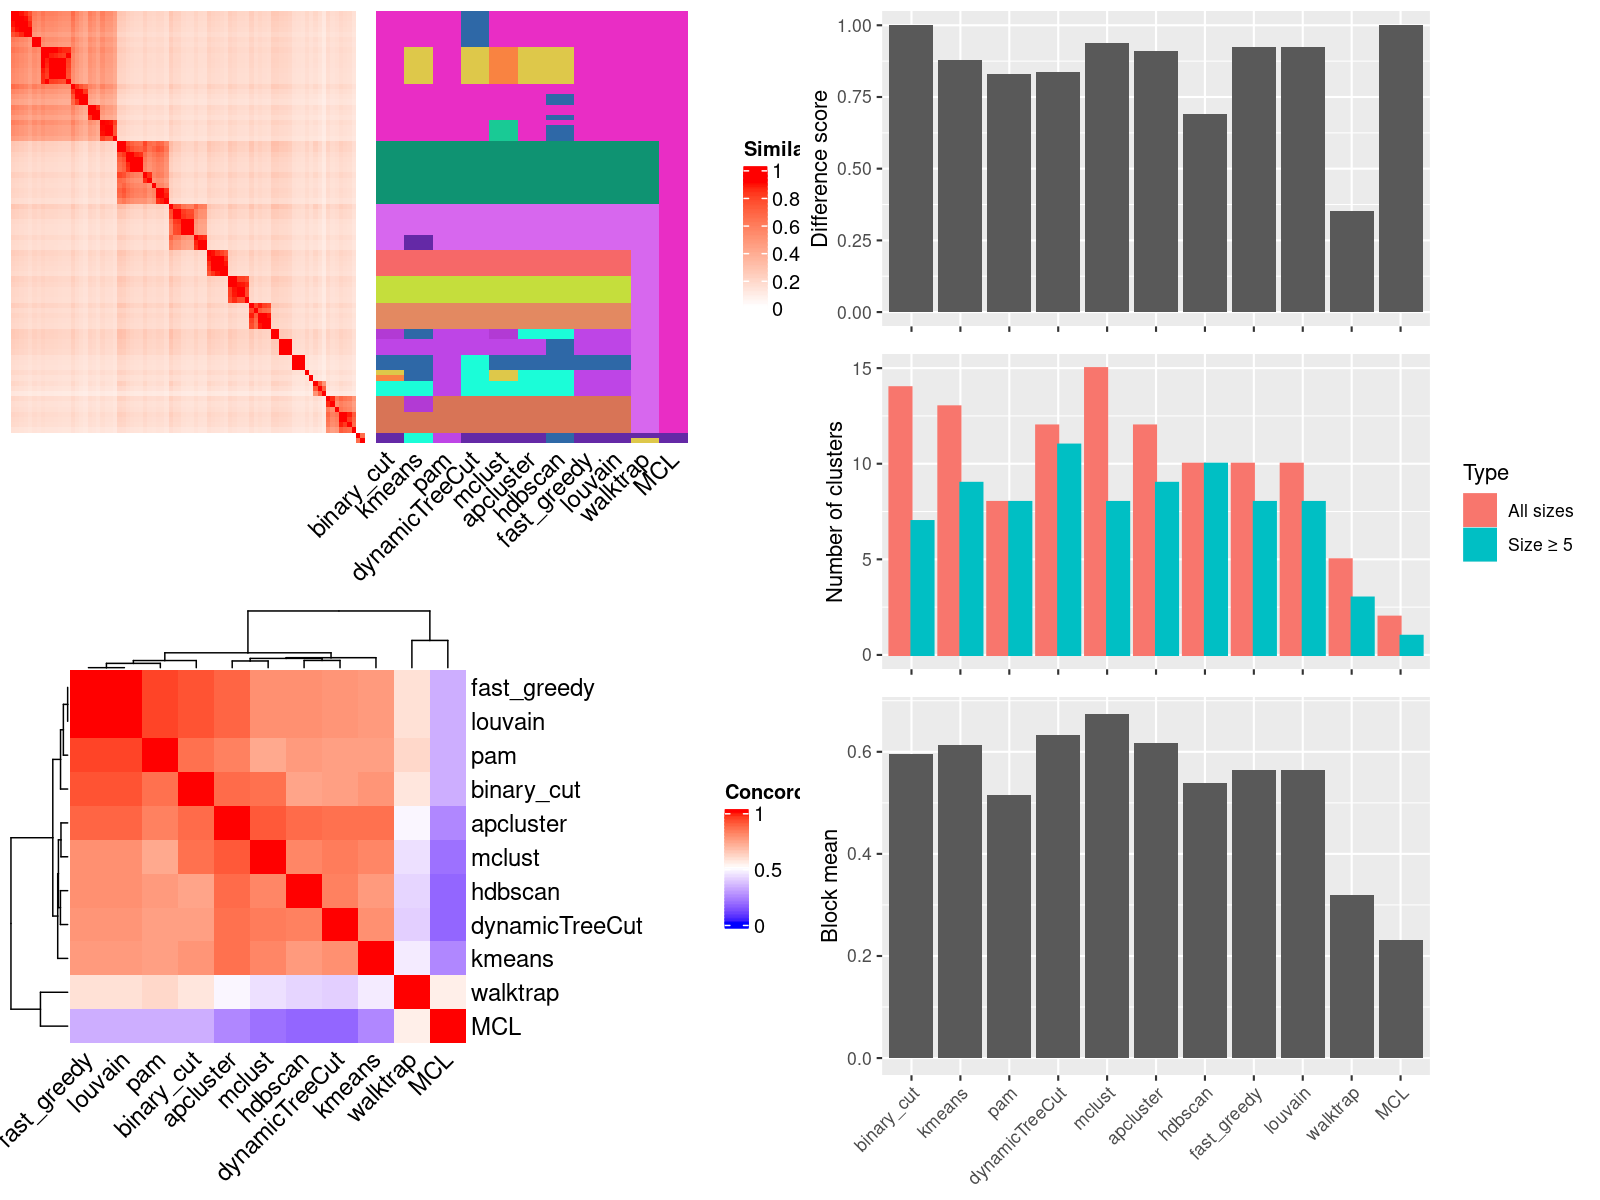 Simila
1
0.8
0.6
0.4
0.2
0
binary_cut
kmeans
pam
dynamicTreeCut
mclust
apcluster
hdbscan
fast_greedy
louvain
walktrap
MCL
fast_greedy
louvain
pam
binary_cut
apcluster
mclust
hdbscan
dynamicTreeCut
kmeans
walktrap
MCL
Concord
1
0.5
0
fast_greedy
louvain
pam
binary_cut
apcluster
mclust
hdbscan
dynamicTreeCut
kmeans
walktrap
MCL
Difference score
1.00
0.75
0.50
0.25
0.00
Number of clusters
15
10
5
0
Type
All sizes
Size ≥ 5
Block mean
0.6
0.4
0.2
0.0
binary_cut
kmeans
pam
dynamicTreeCut
mclust
apcluster
hdbscan
fast_greedy
louvain
walktrap
MCL